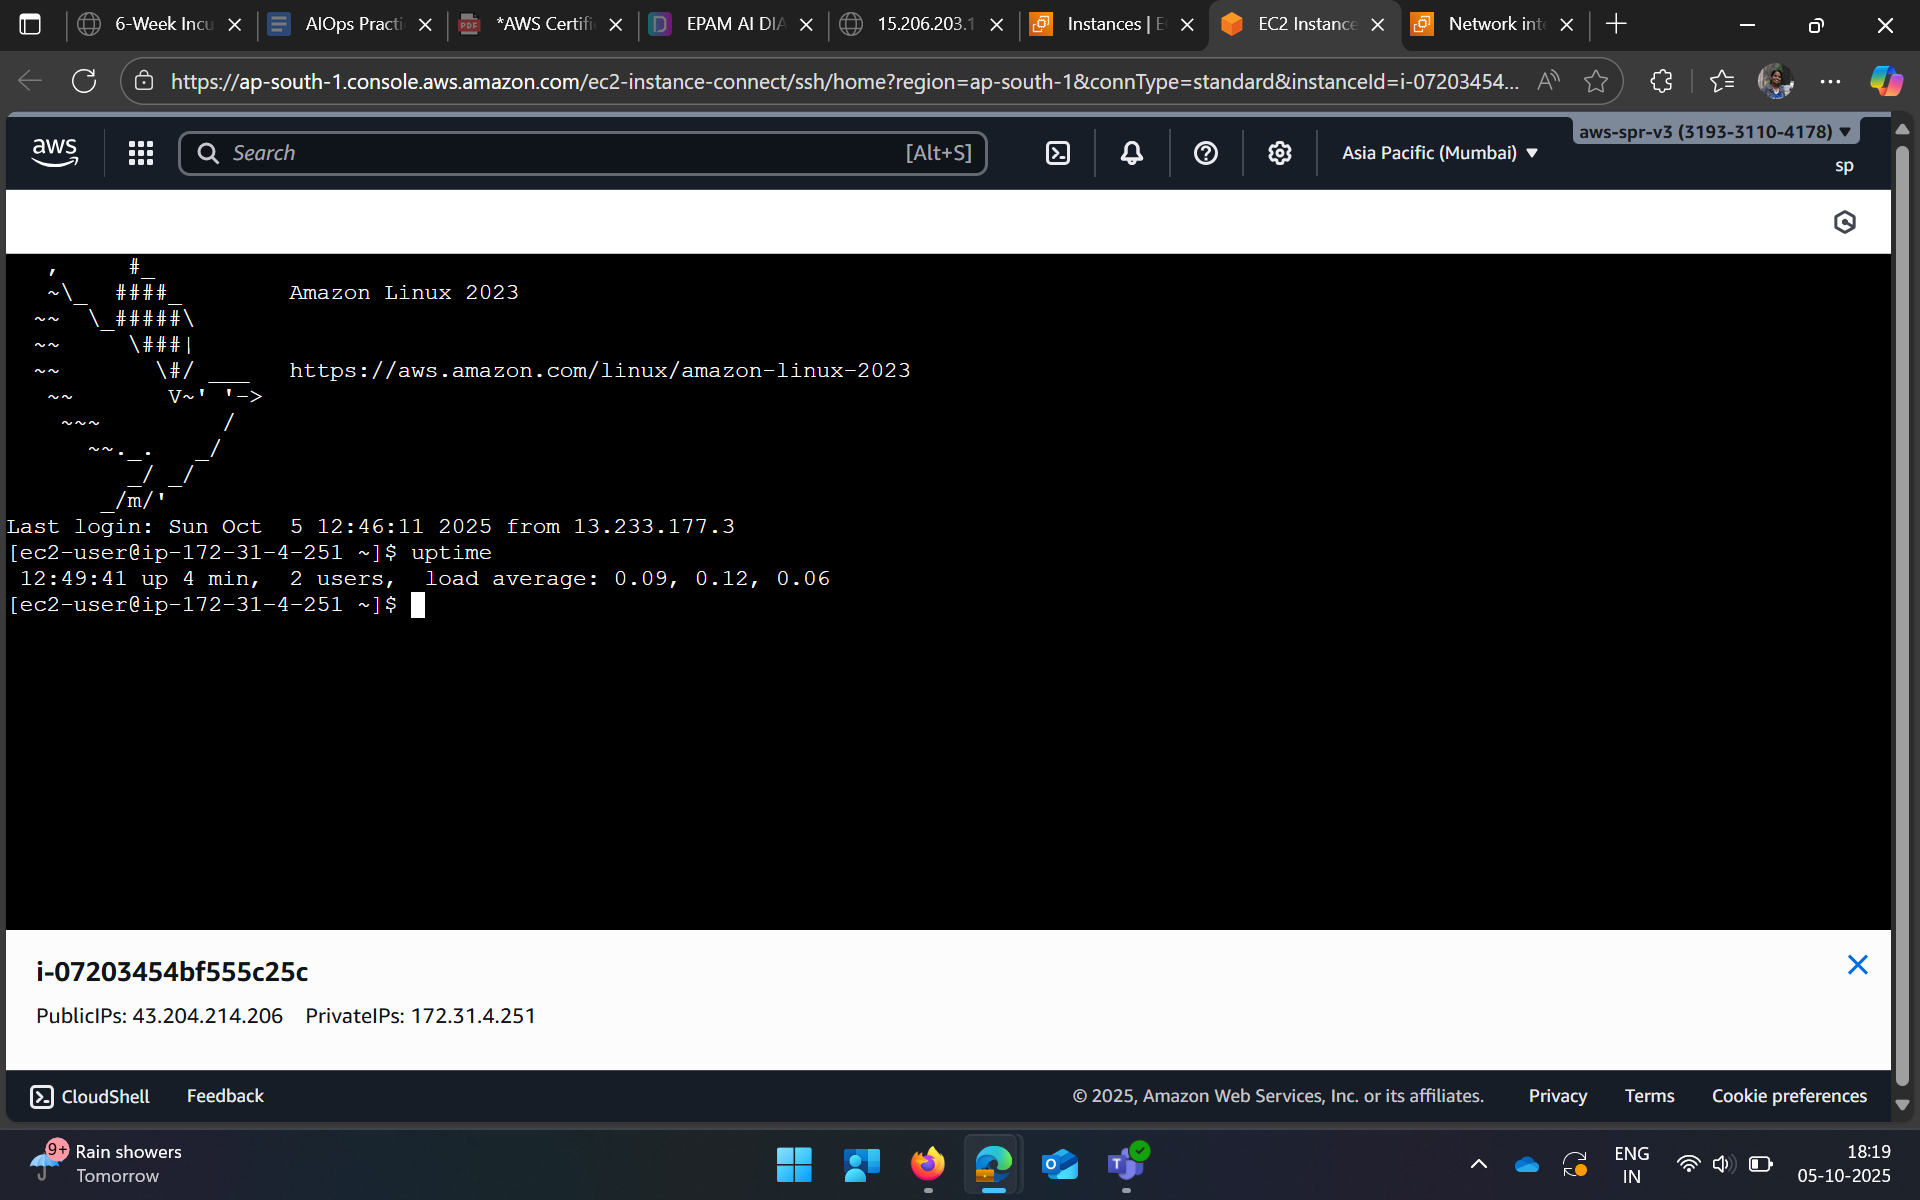 6-Week Incu
AIOps Practi
*AWS Certifi
EPAM AI DIA
15.206.203.1
Instances | E
EC2 Instance
Network inte
https://ap-south-1.console.aws.amazon.com/ec2-instance-connect/ssh/home?region=ap-south-1&connType=standard&instanceId=i-07203454...
aws
Search
[Alt+S]
Asia Pacific (Mumbai)
aws-spr-v3 (3193-3110-4178)
sp
   ,     #_
   ~\_  ####_        Amazon Linux 2023
  ~~  \_#####\
  ~~     \###|
  ~~       \#/ ___   https://aws.amazon.com/linux/amazon-linux-2023
   ~~       V~' '->
    ~~~         /
      ~~._.   _/
         _/ _/
       _/m/'
Last login: Sun Oct  5 12:46:11 2025 from 13.233.177.3
[ec2-user@ip-172-31-4-251 ~]$ uptime
 12:49:41 up 4 min,  2 users,  load average: 0.09, 0.12, 0.06
[ec2-user@ip-172-31-4-251 ~]$
i-07203454bf555c25c
PublicIPs: 43.204.214.206 PrivateIPs: 172.31.4.251
CloudShell
Feedback
© 2025, Amazon Web Services, Inc. or its affiliates.
Privacy
Terms
Cookie preferences
9+
Rain showers
Tomorrow
ENG
IN
18:19
05-10-2025